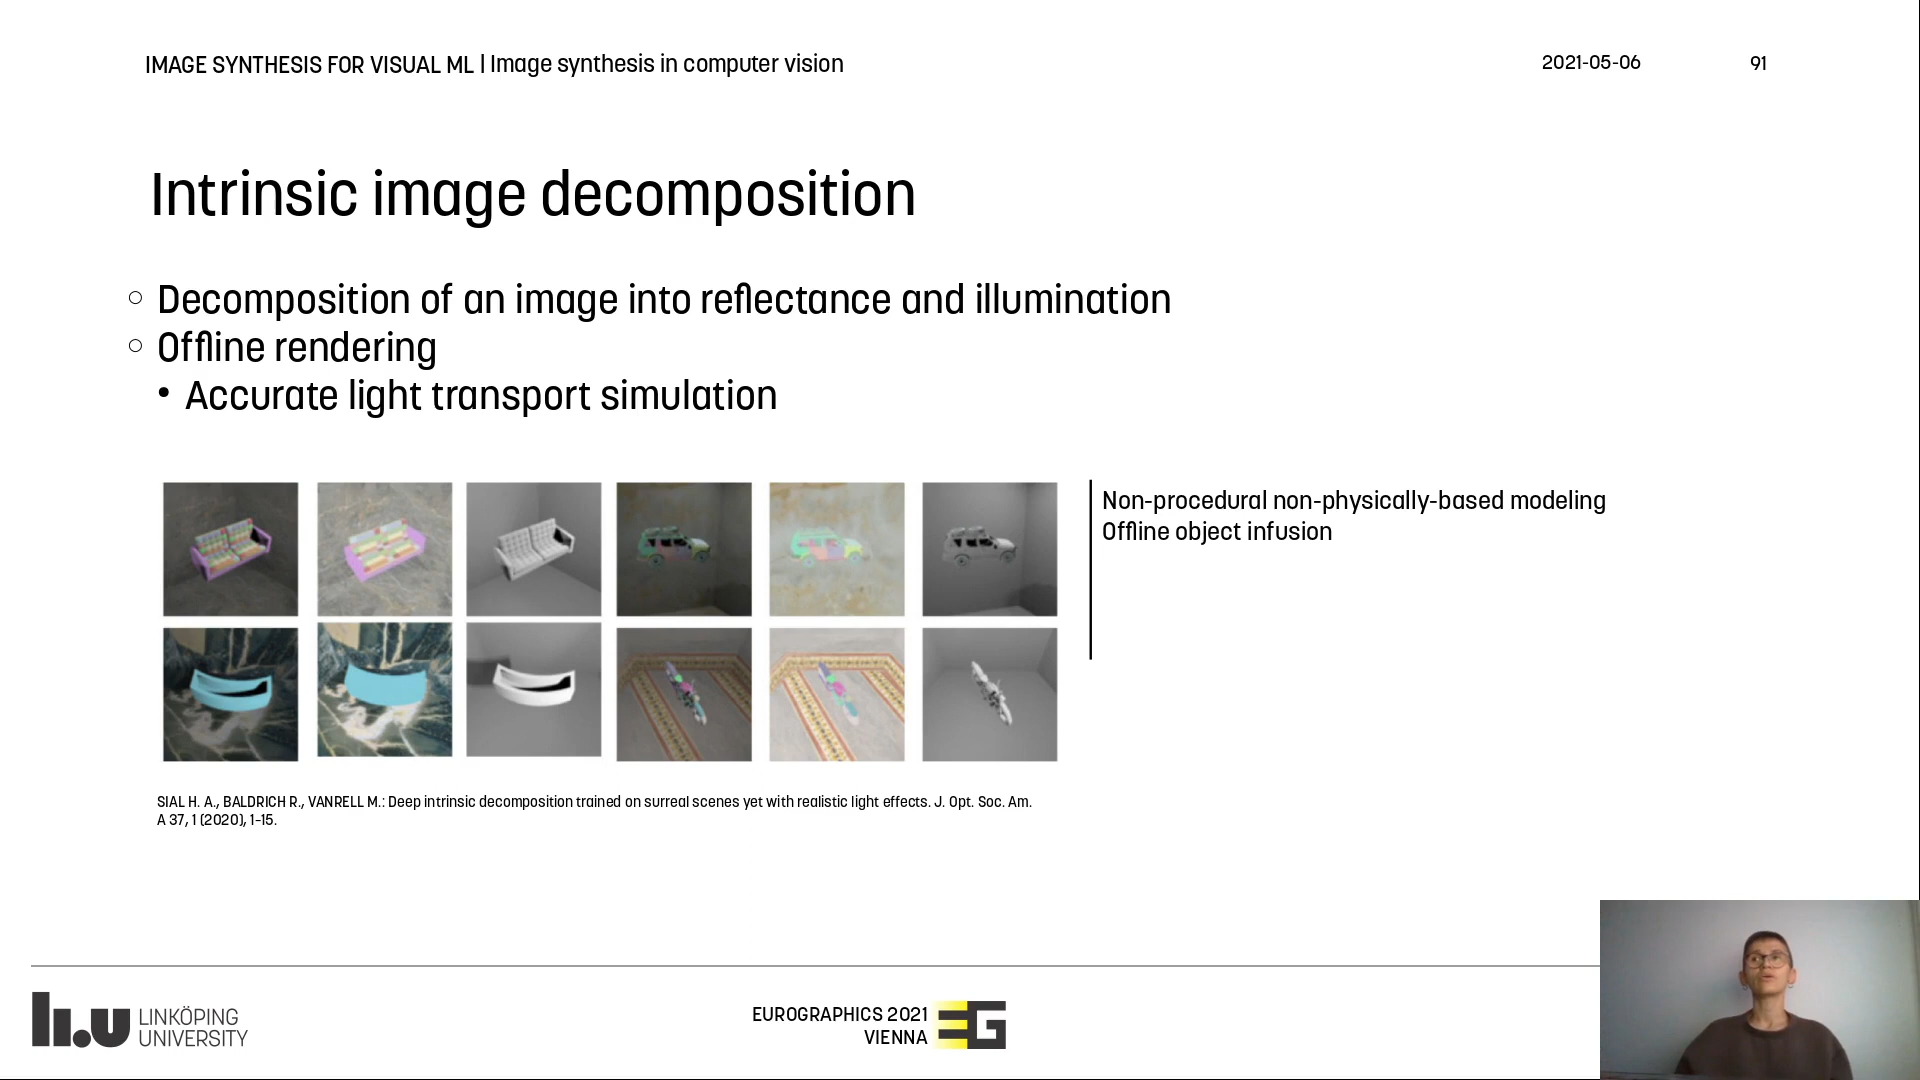 IMAGE SYNTHESIS FOR VISUAL ML | Image synthesis in computer vision
2021-05-06
91
Intrinsic image decomposition
Decomposition of an image into reflectance and illumination
Offline rendering
Accurate light transport simulation
Non-procedural non-physically-based modeling
Offline object infusion
SIAL H. A., BALDRICH R., VANRELL M.: Deep intrinsic decomposition trained on surreal scenes yet with realistic light effects. J. Opt. Soc. Am.
A 37, 1 (2020), 1-15.
li.u LINKÖPING
UNIVERSITY
EUROGRAPHICS 2021
VIENNA
EG